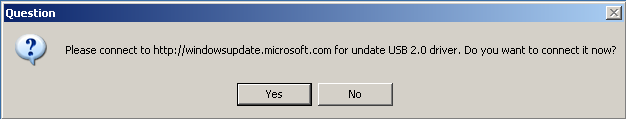 Question
Please connect to http://windowsupdate.microsoft.com for undate USB 2.0 driver. Do you want to connect it now?
Yes No